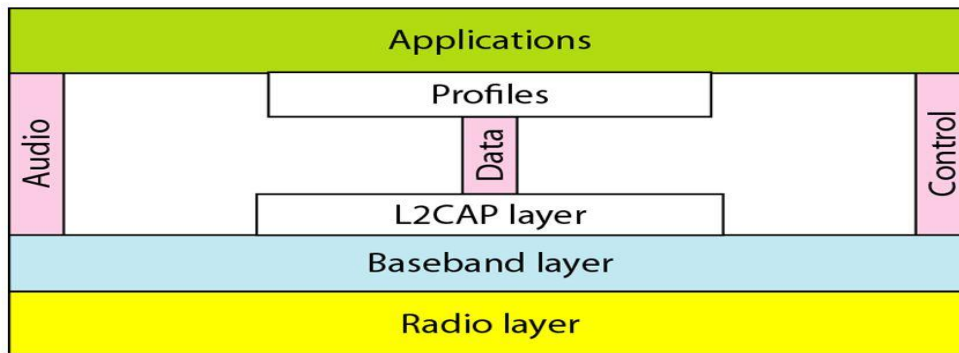 Applications
Profiles
Audio
Data
Control
L2CAP layer
Baseband layer
Radio layer